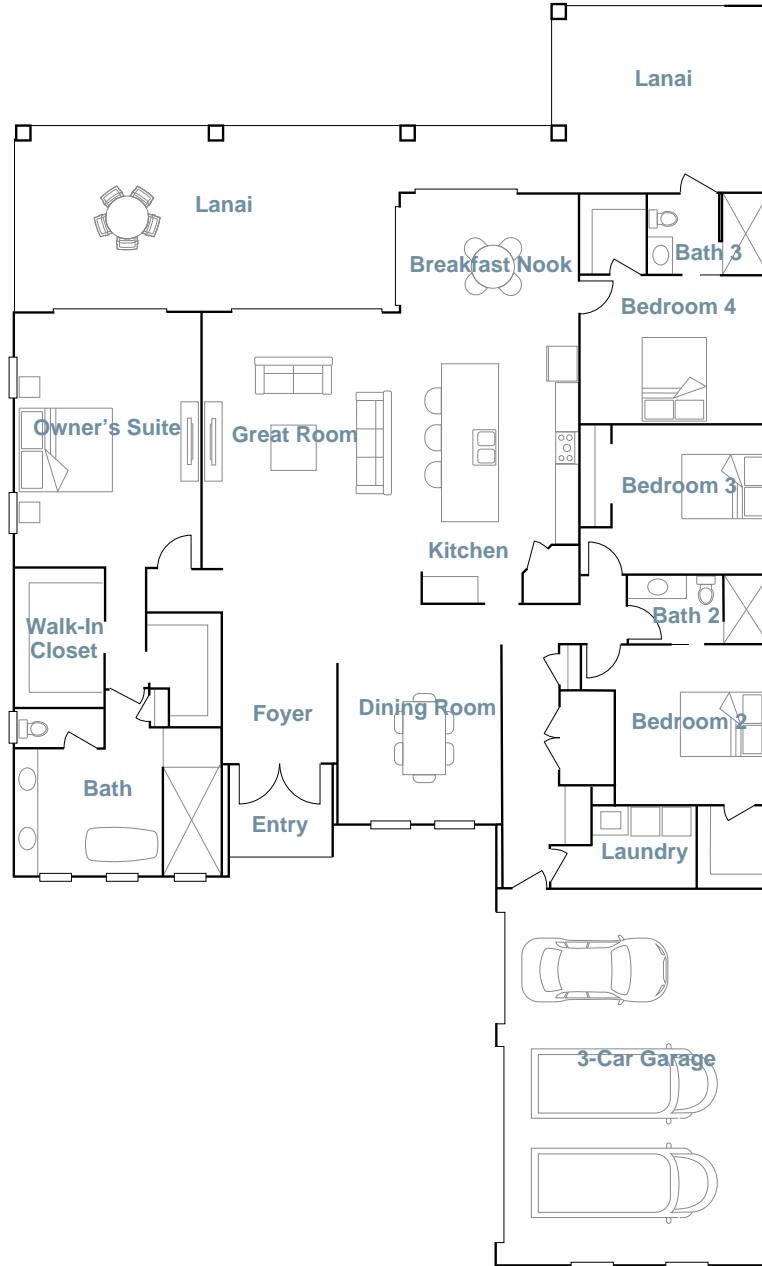 Lanai
Lanai
Breakfast Nook
Bath 3
Bedroom 4
Owner’s Suite
Great Room
Bedroom 3
Kitchen
Walk-In
Closet
Bath 2
Foyer
Dining Room
Bedroom 2
Bath
Entry
Laundry
3-Car Garage